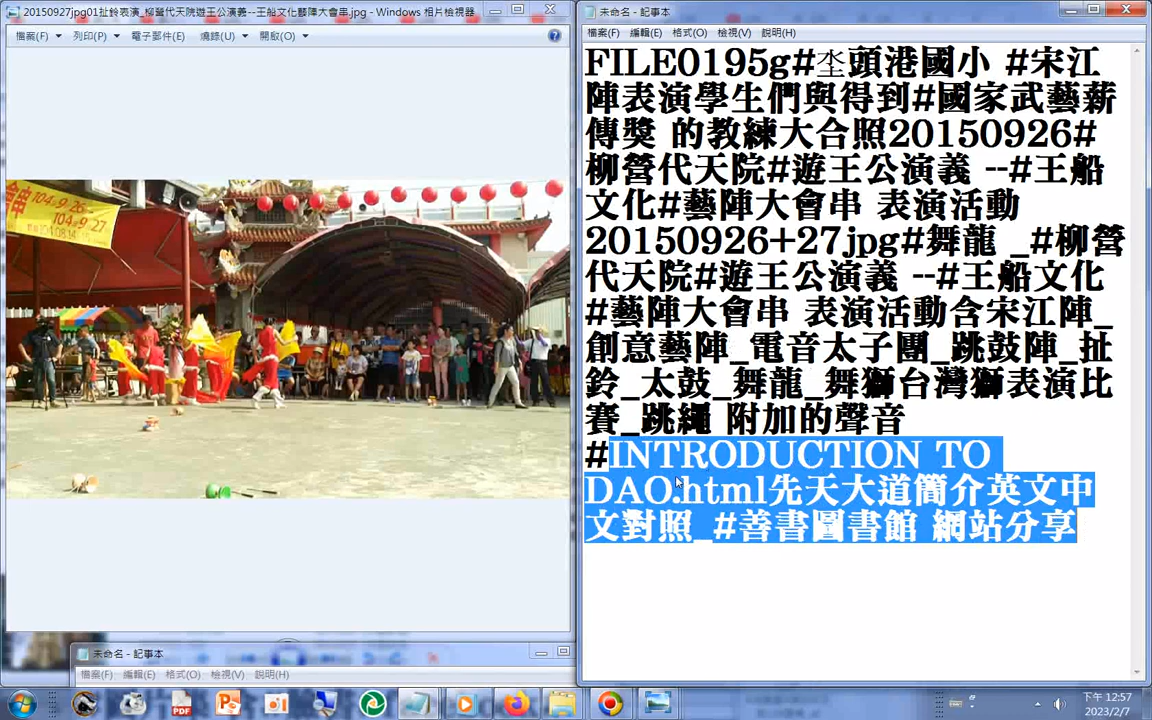 20150927jpg01扯鈴表演_柳營代天院遊王公演義--王船文化藝陣大會串.jpg - Windows 相片檢視器
檔案(F) 列印(P) 電子郵件(E) 燒錄(U) 開啟(O)
104-9.26
104-9.27
未命名 - 記事本
檔案(F) 編輯(E) 格式(O) 檢視(V) 說明(H)
FILE0195g#坔頭港國小 #宋江
陣表演學生們與得到#國家武藝薪
傳獎 的教練大合照20150926#
柳營代天院#遊王公演義 --#王船
文化#藝陣大會串 表演活動
20150926+27jpg#舞龍 _#柳營
代天院#遊王公演義 --#王船文化
#藝陣大會串 表演活動含宋江陣_
創意藝陣_電音太子團_跳鼓陣_扯
鈴_太鼓_舞龍_舞獅台灣獅表演比
賽_跳繩 附加的聲音
#INTRODUCTION TO
DAO.html先天大道簡介英文中
文對照_#善書圖書館 網站分享
未命名 - 記事本
檔案(F) 編輯(E) 格式(O) 檢視(V) 說明(H)
PDF
下午 12:57
2023/2/7